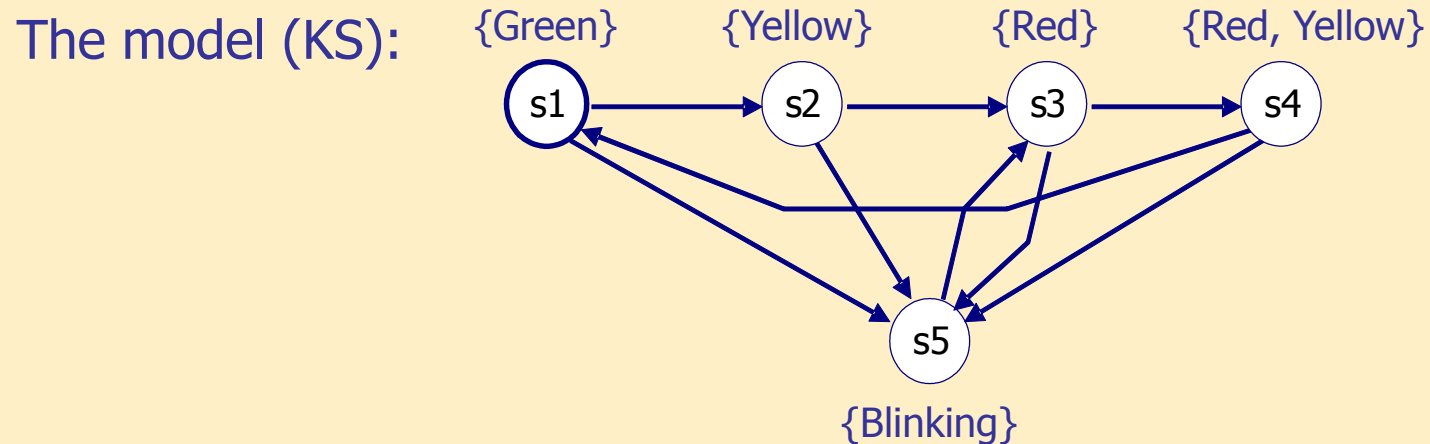 The model (KS):
{Green} {Yellow} {Red} {Red, Yellow}
s1 s2 s3 s4
s5
{Blinking}